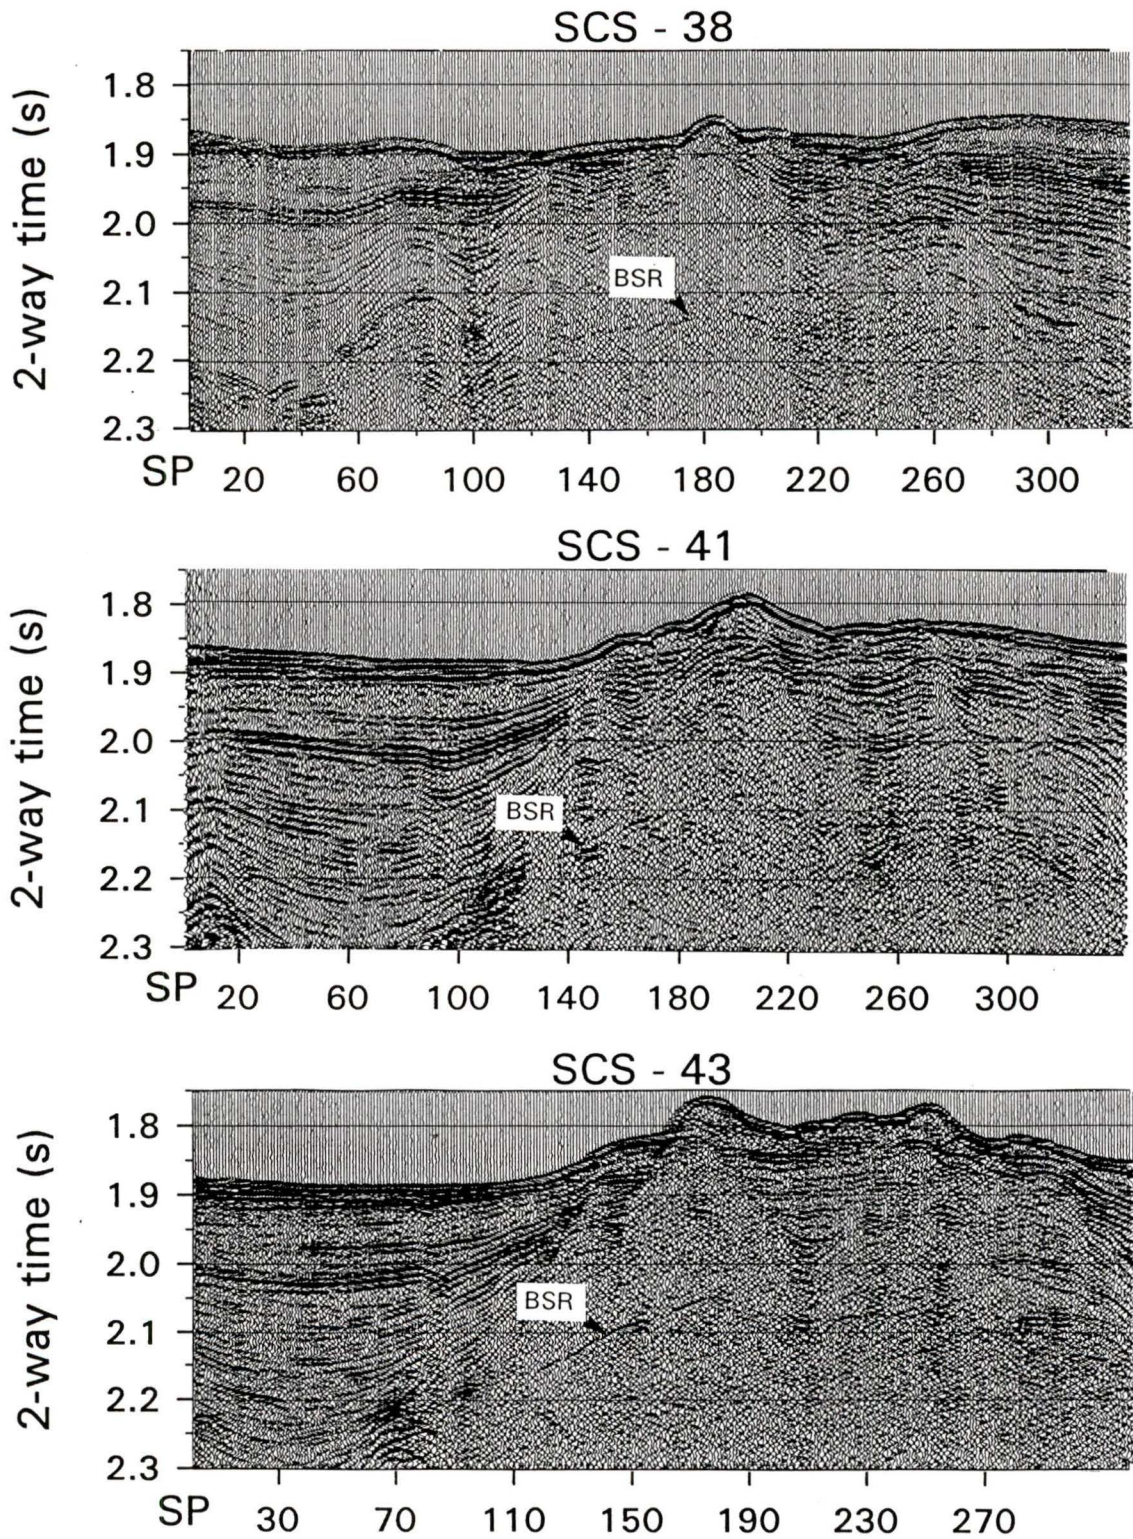 SCS - 38
2-way time (s)
1.8
1.9
2.0
2.1
2.2
2.3
BSR
SP 20 60 100 140 180 220 260 300
SCS - 41
2-way time (s)
1.8
1.9
2.0
2.1
2.2
2.3
BSR
SP 20 60 100 140 180 220 260 300
SCS - 43
2-way time (s)
1.8
1.9
2.0
2.1
2.2
2.3
BSR
SP 30 70 110 150 190 230 270